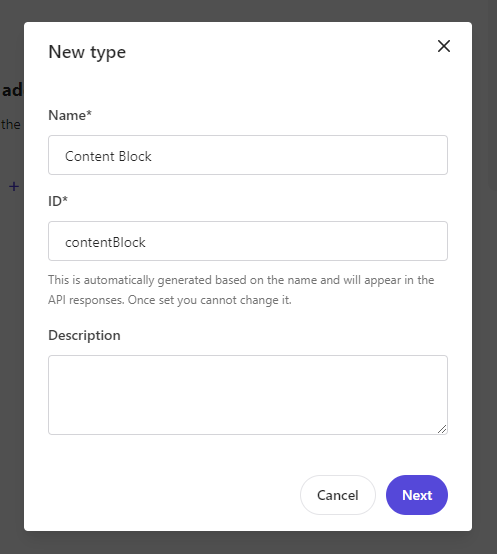 New type
ad
the
+
Name*
Content Block
ID*
contentBlock
This is automatically generated based on the name and will appear in the
API responses. Once set you cannot change it.
Description
Cancel
Next